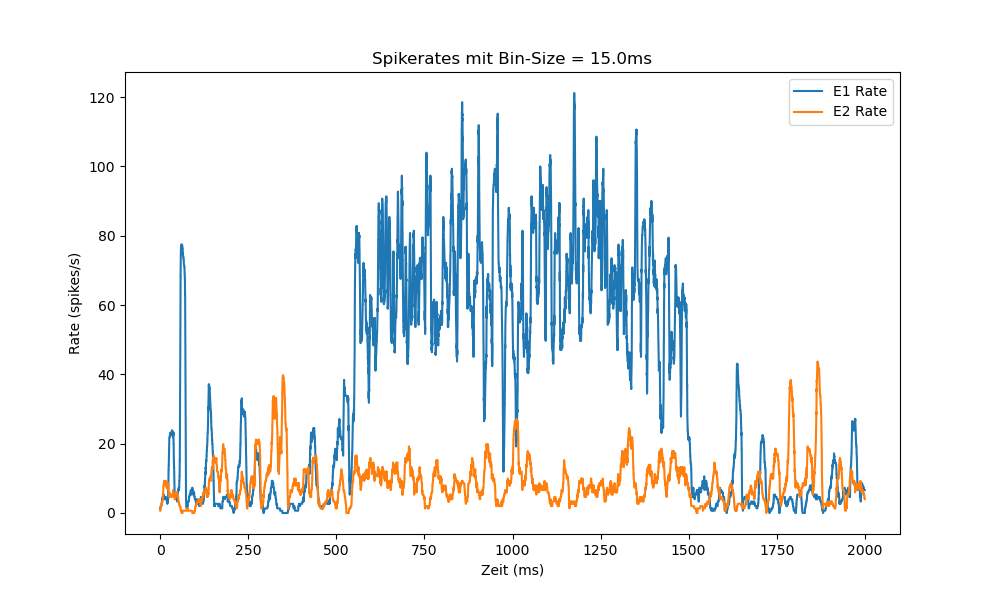 Spikerates mit Bin-Size = 15.0ms
E1 Rate
E2 Rate
Rate (spikes/s)
120
100
80
60
40
20
0
0 250 500 750 1000 1250 1500 1750 2000
Zeit (ms)